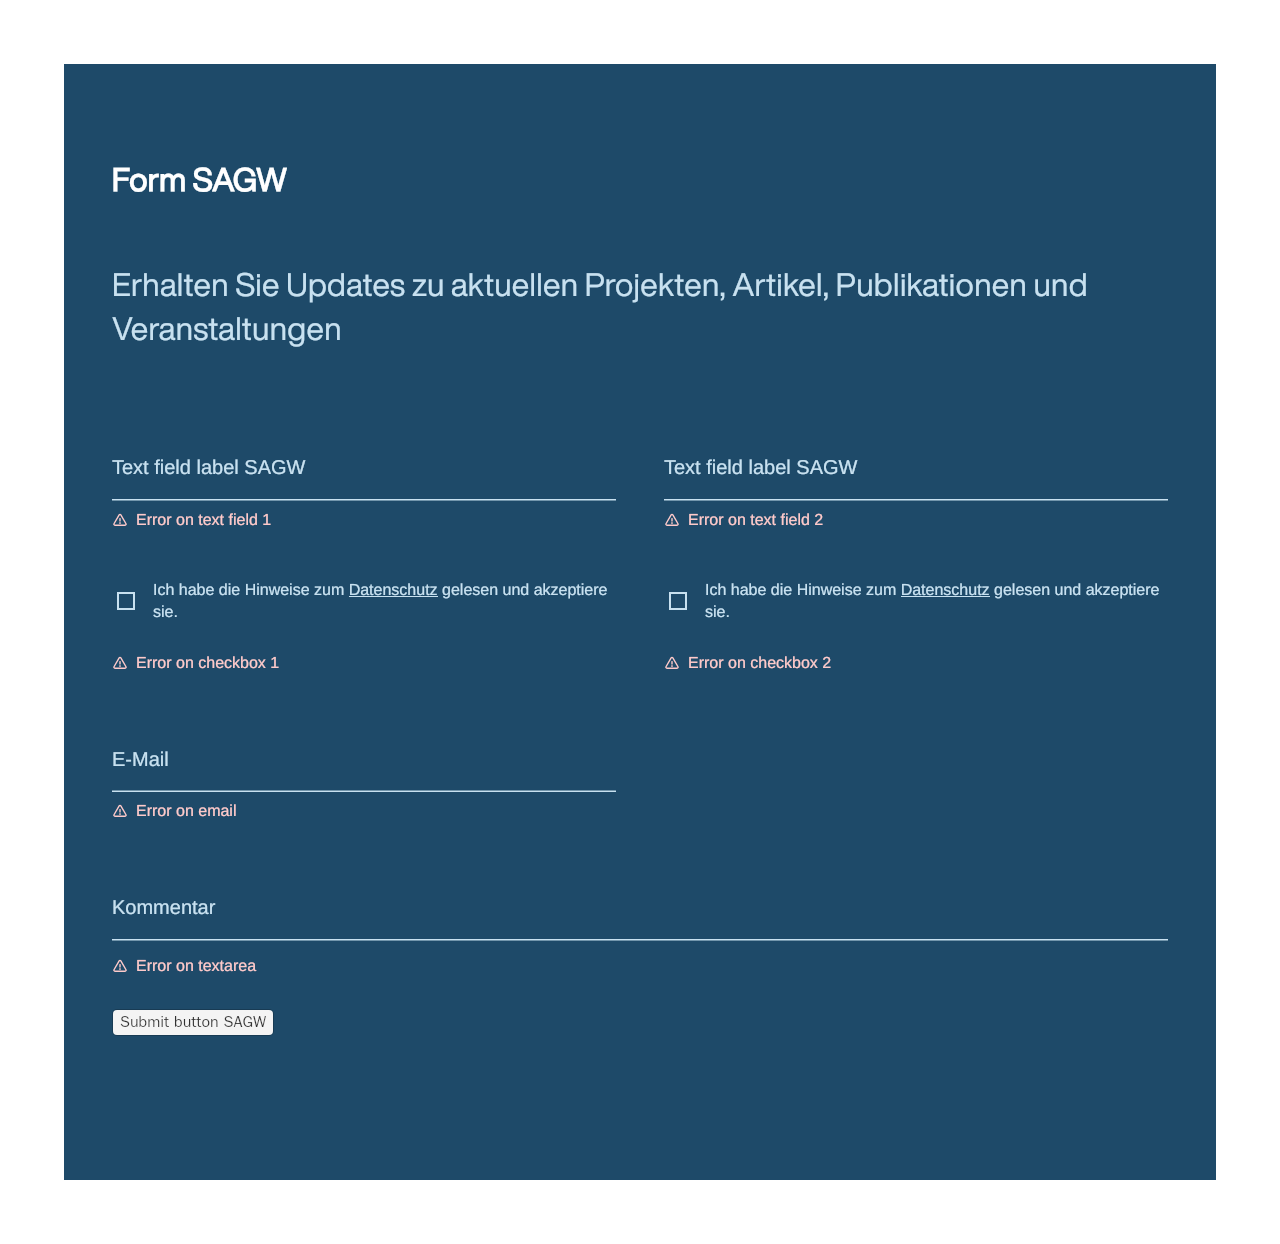 Form SAGW
Erhalten Sie Updates zu aktuellen Projekten, Artikel, Publikationen und
Veranstaltungen
Text field label SAGW
Error on text field 1
Text field label SAGW
Error on text field 2
Ich habe die Hinweise zum Datenschutz gelesen und akzeptiere
sie.
Error on checkbox 1
Ich habe die Hinweise zum Datenschutz gelesen und akzeptiere
sie.
Error on checkbox 2
E-Mail
Error on email
Kommentar
Error on textarea
Submit button SAGW